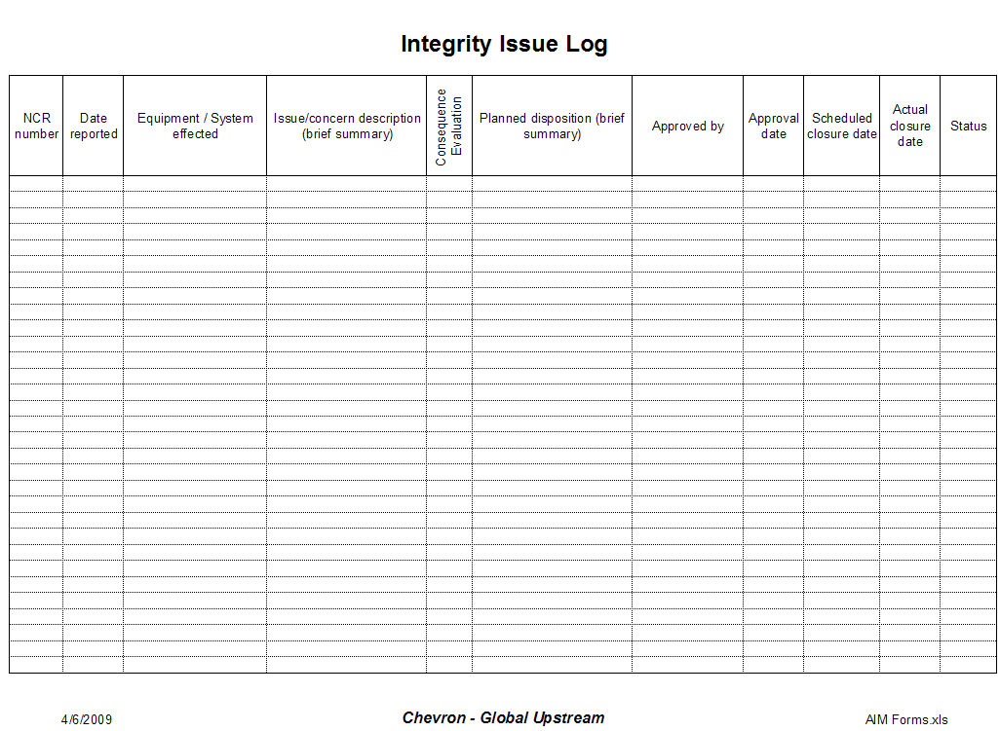 Integrity Issue Log
NCR
number
Date
reported
Equipment / System
effected
Issue/concern description
(brief summary)
Consequence
Evaluation
Planned disposition (brief
summary)
Approved by
Approval
date
Scheduled
closure date
Actual
closure
date
Status
4/6/2009
Chevron - Global Upstream
AIM Forms.xls